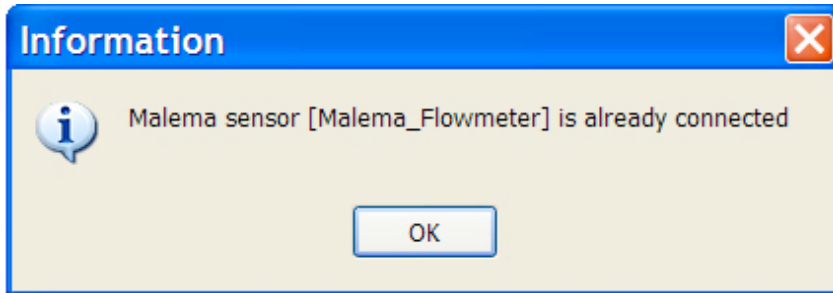 Information
Malema sensor [Malema_Flowmeter] is already connected
OK